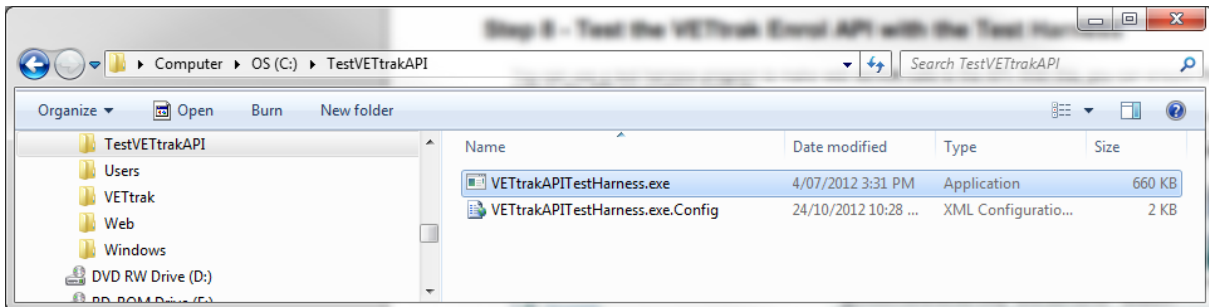 Step 8 - Test the VETtrak Enrol API with the Test Harness
Computer ▸ OS (C:) ▸ TestVETtrakAPI
Search TestVETtrakAPI
Organize Open Burn New folder
TestVETtrakAPI
Users
VETtrak
Web
Windows
DVD RW Drive (D:)
BD-ROM Drive (E:)
Name Date modified Type Size
VETtrakAPITestHarness.exe 4/07/2012 3:31 PM Application 660 KB
VETtrakAPITestHarness.exe.Config 24/10/2012 10:28 ... XML Configuratio... 2 KB